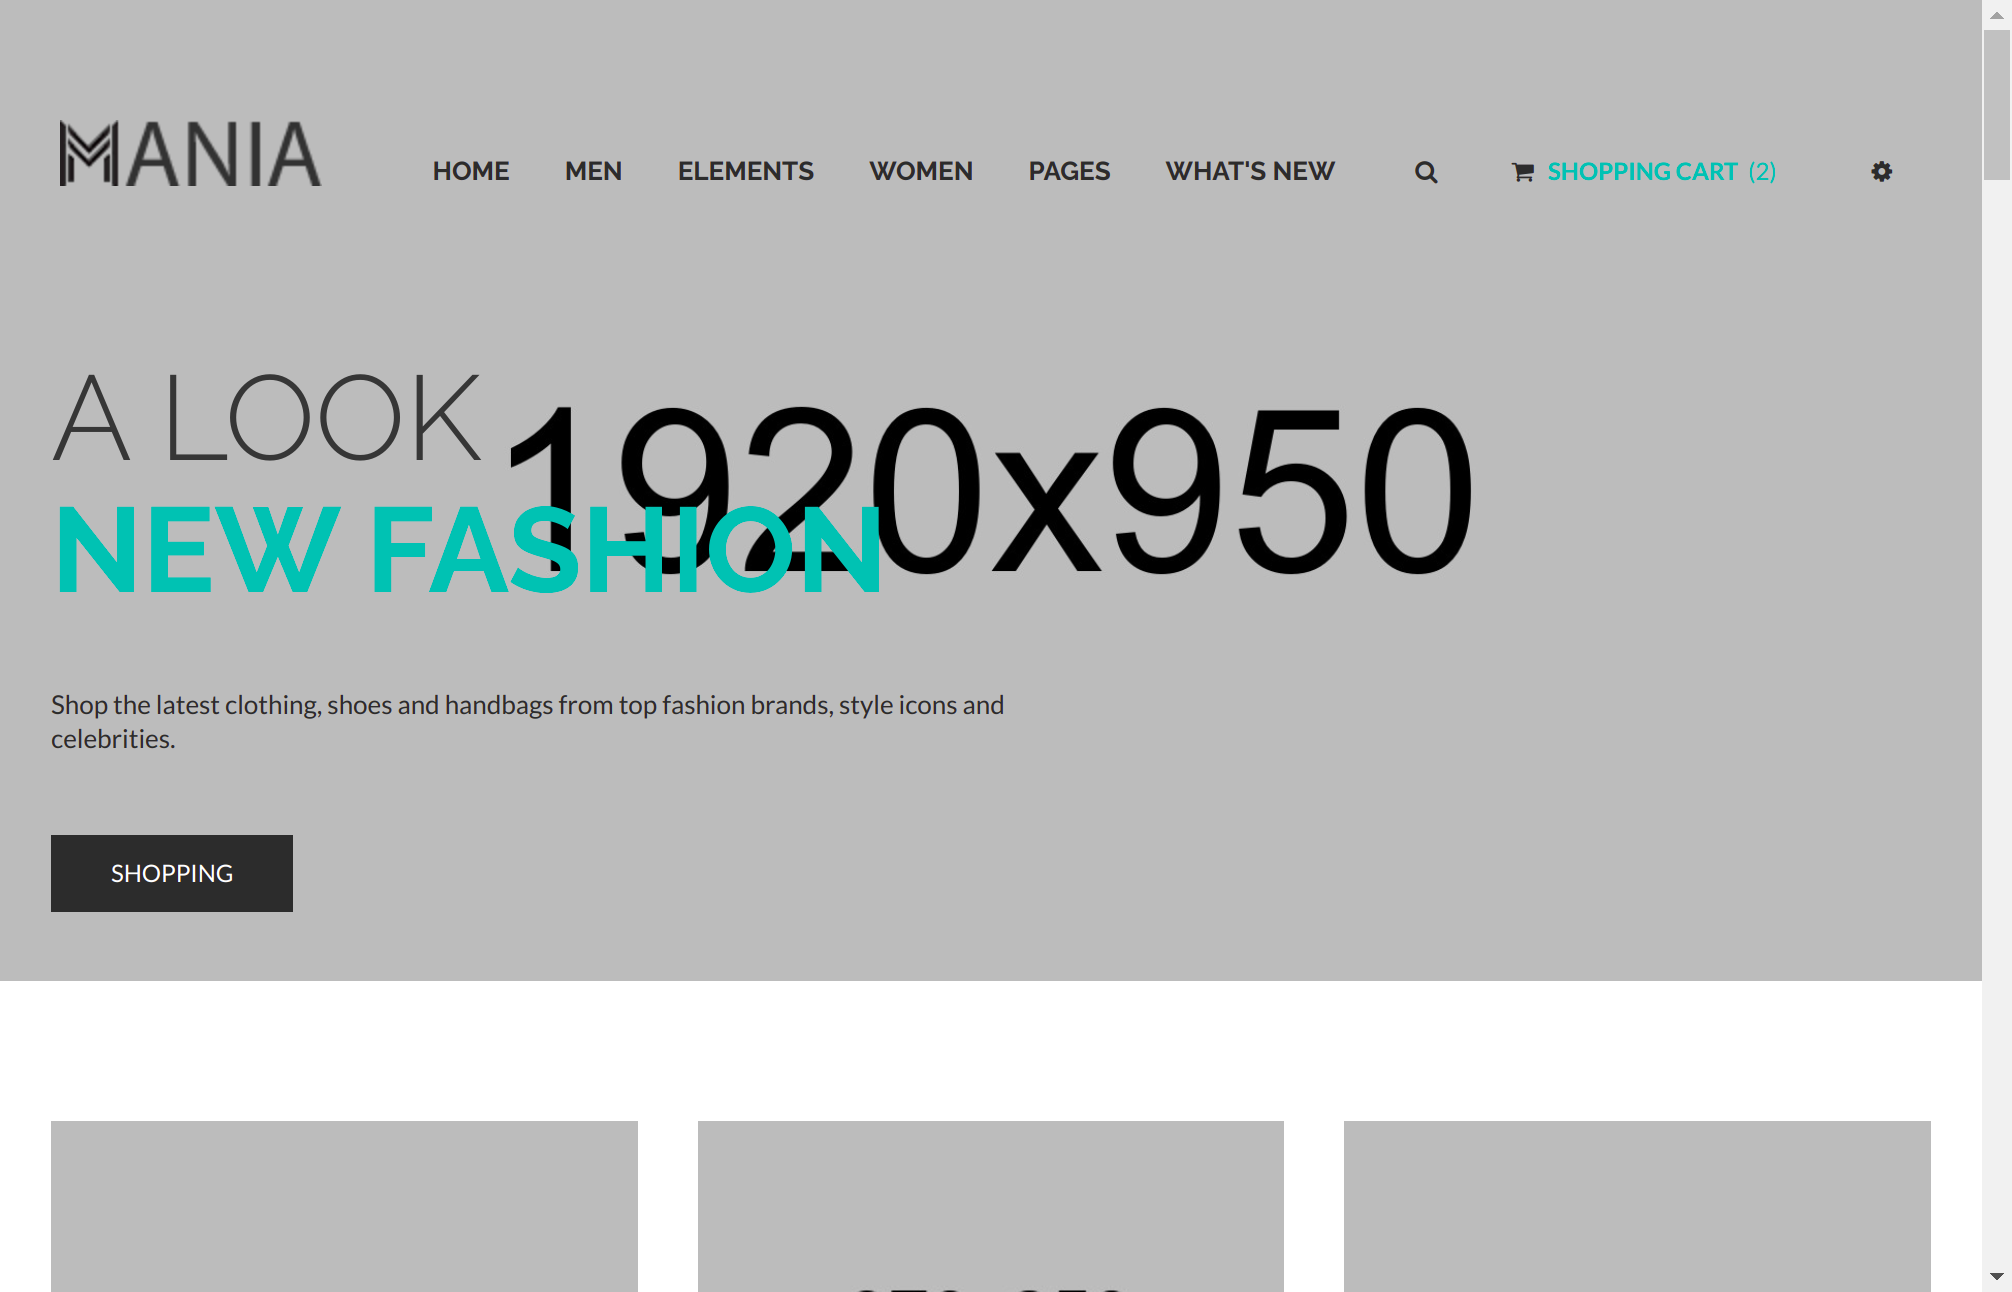 MANIA
HOME MEN ELEMENTS WOMEN PAGES WHAT'S NEW SHOPPING CART (2)
A LOOK
1920x950
NEW FASHION
Shop the latest clothing, shoes and handbags from top fashion brands, style icons and
celebrities.
SHOPPING